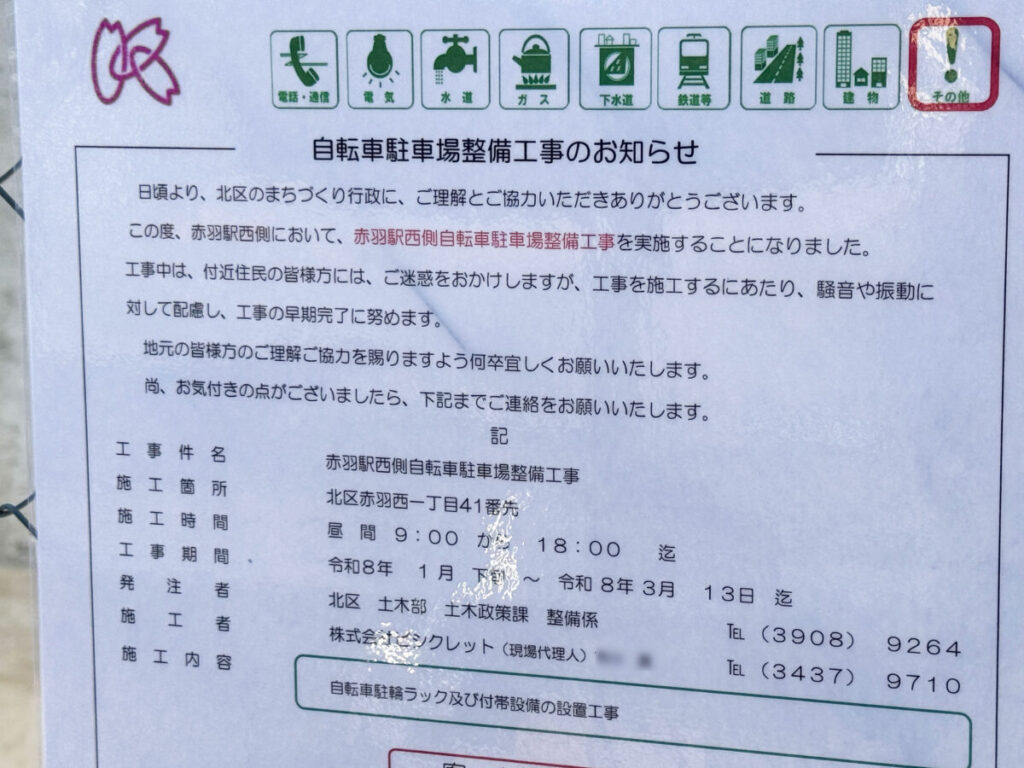 電話・通信 電気 水道 ガス 下水道 鉄道等 道路 建物 その他
自転車駐車場整備工事のお知らせ
日頃より、北区のまちづくり行政に、ご理解とご協力いただきありがとうございます。
この度、赤羽駅西側において、赤羽駅西側自転車駐車場整備工事を実施することになりました。
工事中は、付近住民の皆様方には、ご迷惑をおかけしますが、工事を施工するにあたり、騒音や振動に
対して配慮し、工事の早期完了に努めます。
地元の皆様方のご理解ご協力を賜りますよう何卒宜しくお願いいたします。
尚、お気付きの点がございましたら、下記までご連絡をお願いいたします。
記
工事件名 赤羽駅西側自転車駐車場整備工事
施工箇所 北区赤羽西一丁目41番先
施工時間 昼間 9:00 から 18:00 迄
工事期間 令和8年 1月 下旬 ~ 令和 8年 3月 13日 迄
発注者 北区 土木部 土木政策課 整備係 ℡ (3908) 9264
施工者 株式会社ビシクレット(現場代理人) ℡ (3437) 9710
施工内容 自転車駐輪ラック及び付帯設備の設置工事